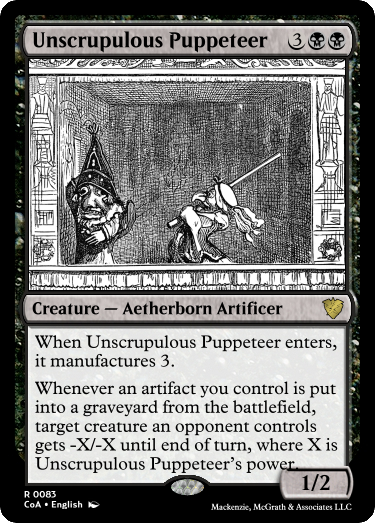 Unscrupulous Puppeteer 3
Creature — Aetherborn Artificer
When Unscrupulous Puppeteer enters,
it manufactures 3.
Whenever an artifact you control is put
into a graveyard from the battlefield,
target creature an opponent controls
gets -X/-X until end of turn, where X is
Unscrupulous Puppeteer's power.
1/2
R 0083
CoA • English
Mackenzie, McGrath & Associates LLC